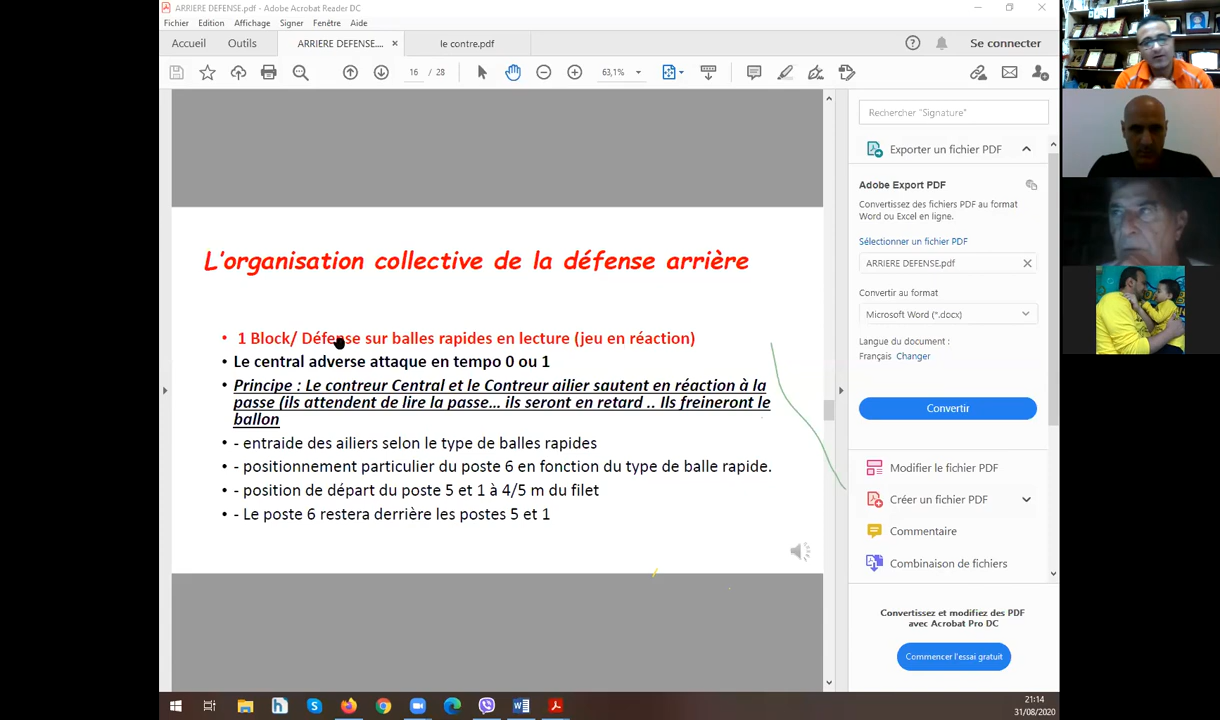 ARRIERE DEFENSE.pdf - Adobe Acrobat Reader DC
Fichier Edition Affichage Signer Fenêtre Aide
Accueil Outils ARRIERE DEFENSE.... × le contre.pdf Se connecter
16 / 28 63,1%
Rechercher "Signature"
Exporter un fichier PDF
Adobe Export PDF
Convertissez des fichiers PDF au format
Word ou Excel en ligne.
Sélectionner un fichier PDF
ARRIERE DEFENSE.pdf
Convertir au format
Microsoft Word (*.docx)
Langue du document :
Français Changer
Convertir
Modifier le fichier PDF
Créer un fichier PDF
Commentaire
Combinaison de fichiers
Convertissez et modifiez des PDF
avec Acrobat Pro DC
Commencer l'essai gratuit
L'organisation collective de la défense arrière
• 1 Block/ Défense sur balles rapides en lecture (jeu en réaction)
• Le central adverse attaque en tempo 0 ou 1
• Principe : Le contreur Central et le Contreur ailier sautent en réaction à la
passe (ils attendent de lire la passe... ils seront en retard .. Ils freineront le
ballon
• - entraide des ailiers selon le type de balles rapides
• - positionnement particulier du poste 6 en fonction du type de balle rapide.
• - position de départ du poste 5 et 1 à 4/5 m du filet
• - Le poste 6 restera derrière les postes 5 et 1
21:14
31/08/2020